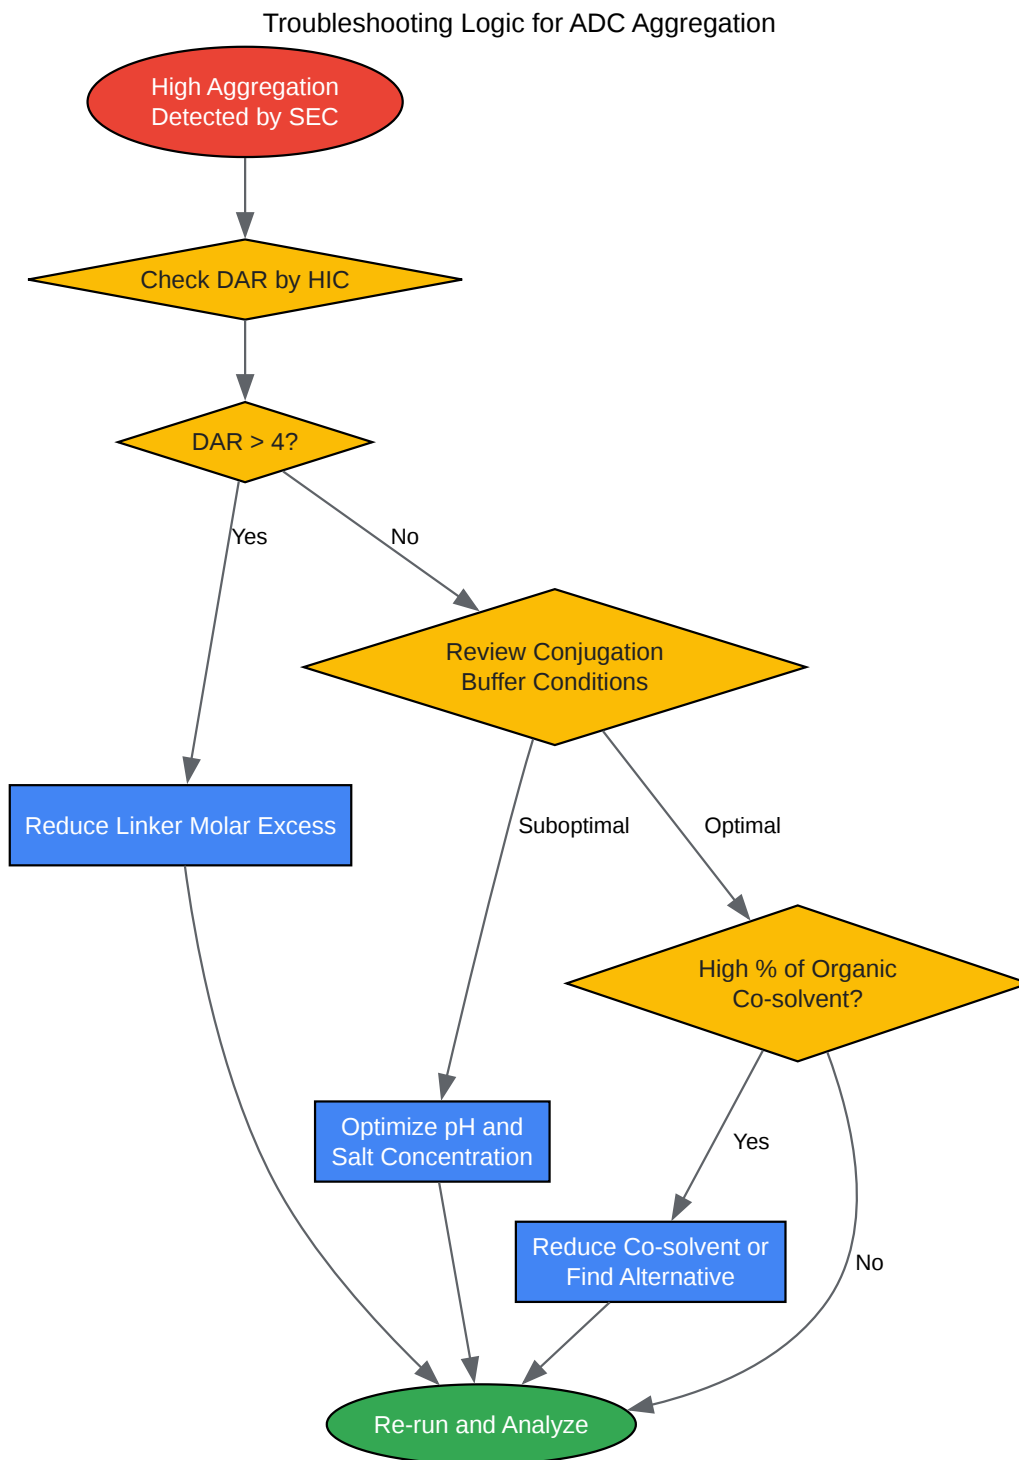 Troubleshooting Logic for ADC Aggregation
High Aggregation
Detected by SEC
Check DAR by HIC
DAR > 4?
Yes
No
Review Conjugation
Buffer Conditions
Reduce Linker Molar Excess
Suboptimal
Optimal
High % of Organic
Co-solvent?
Optimize pH and
Salt Concentration
Yes
Reduce Co-solvent or
Find Alternative
No
Re-run and Analyze